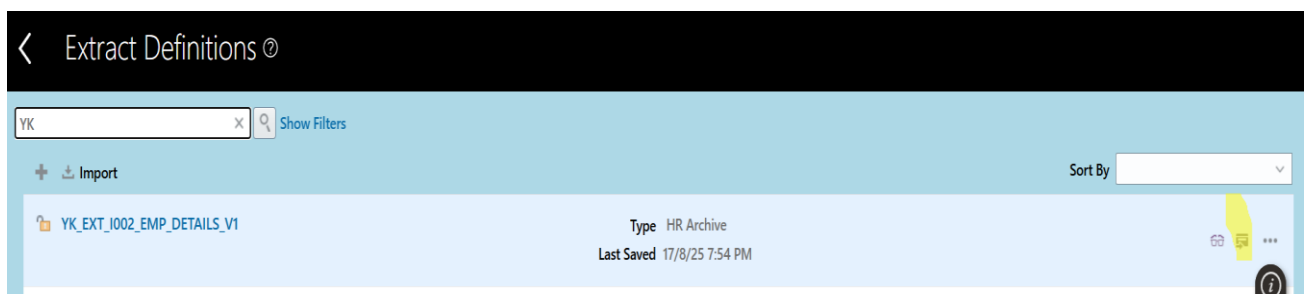 Extract Definitions ?
YK × Show Filters
Import Sort By
YK_EXT_I002_EMP_DETAILS_V1 Type HR Archive
Last Saved 17/8/25 7:54 PM
i